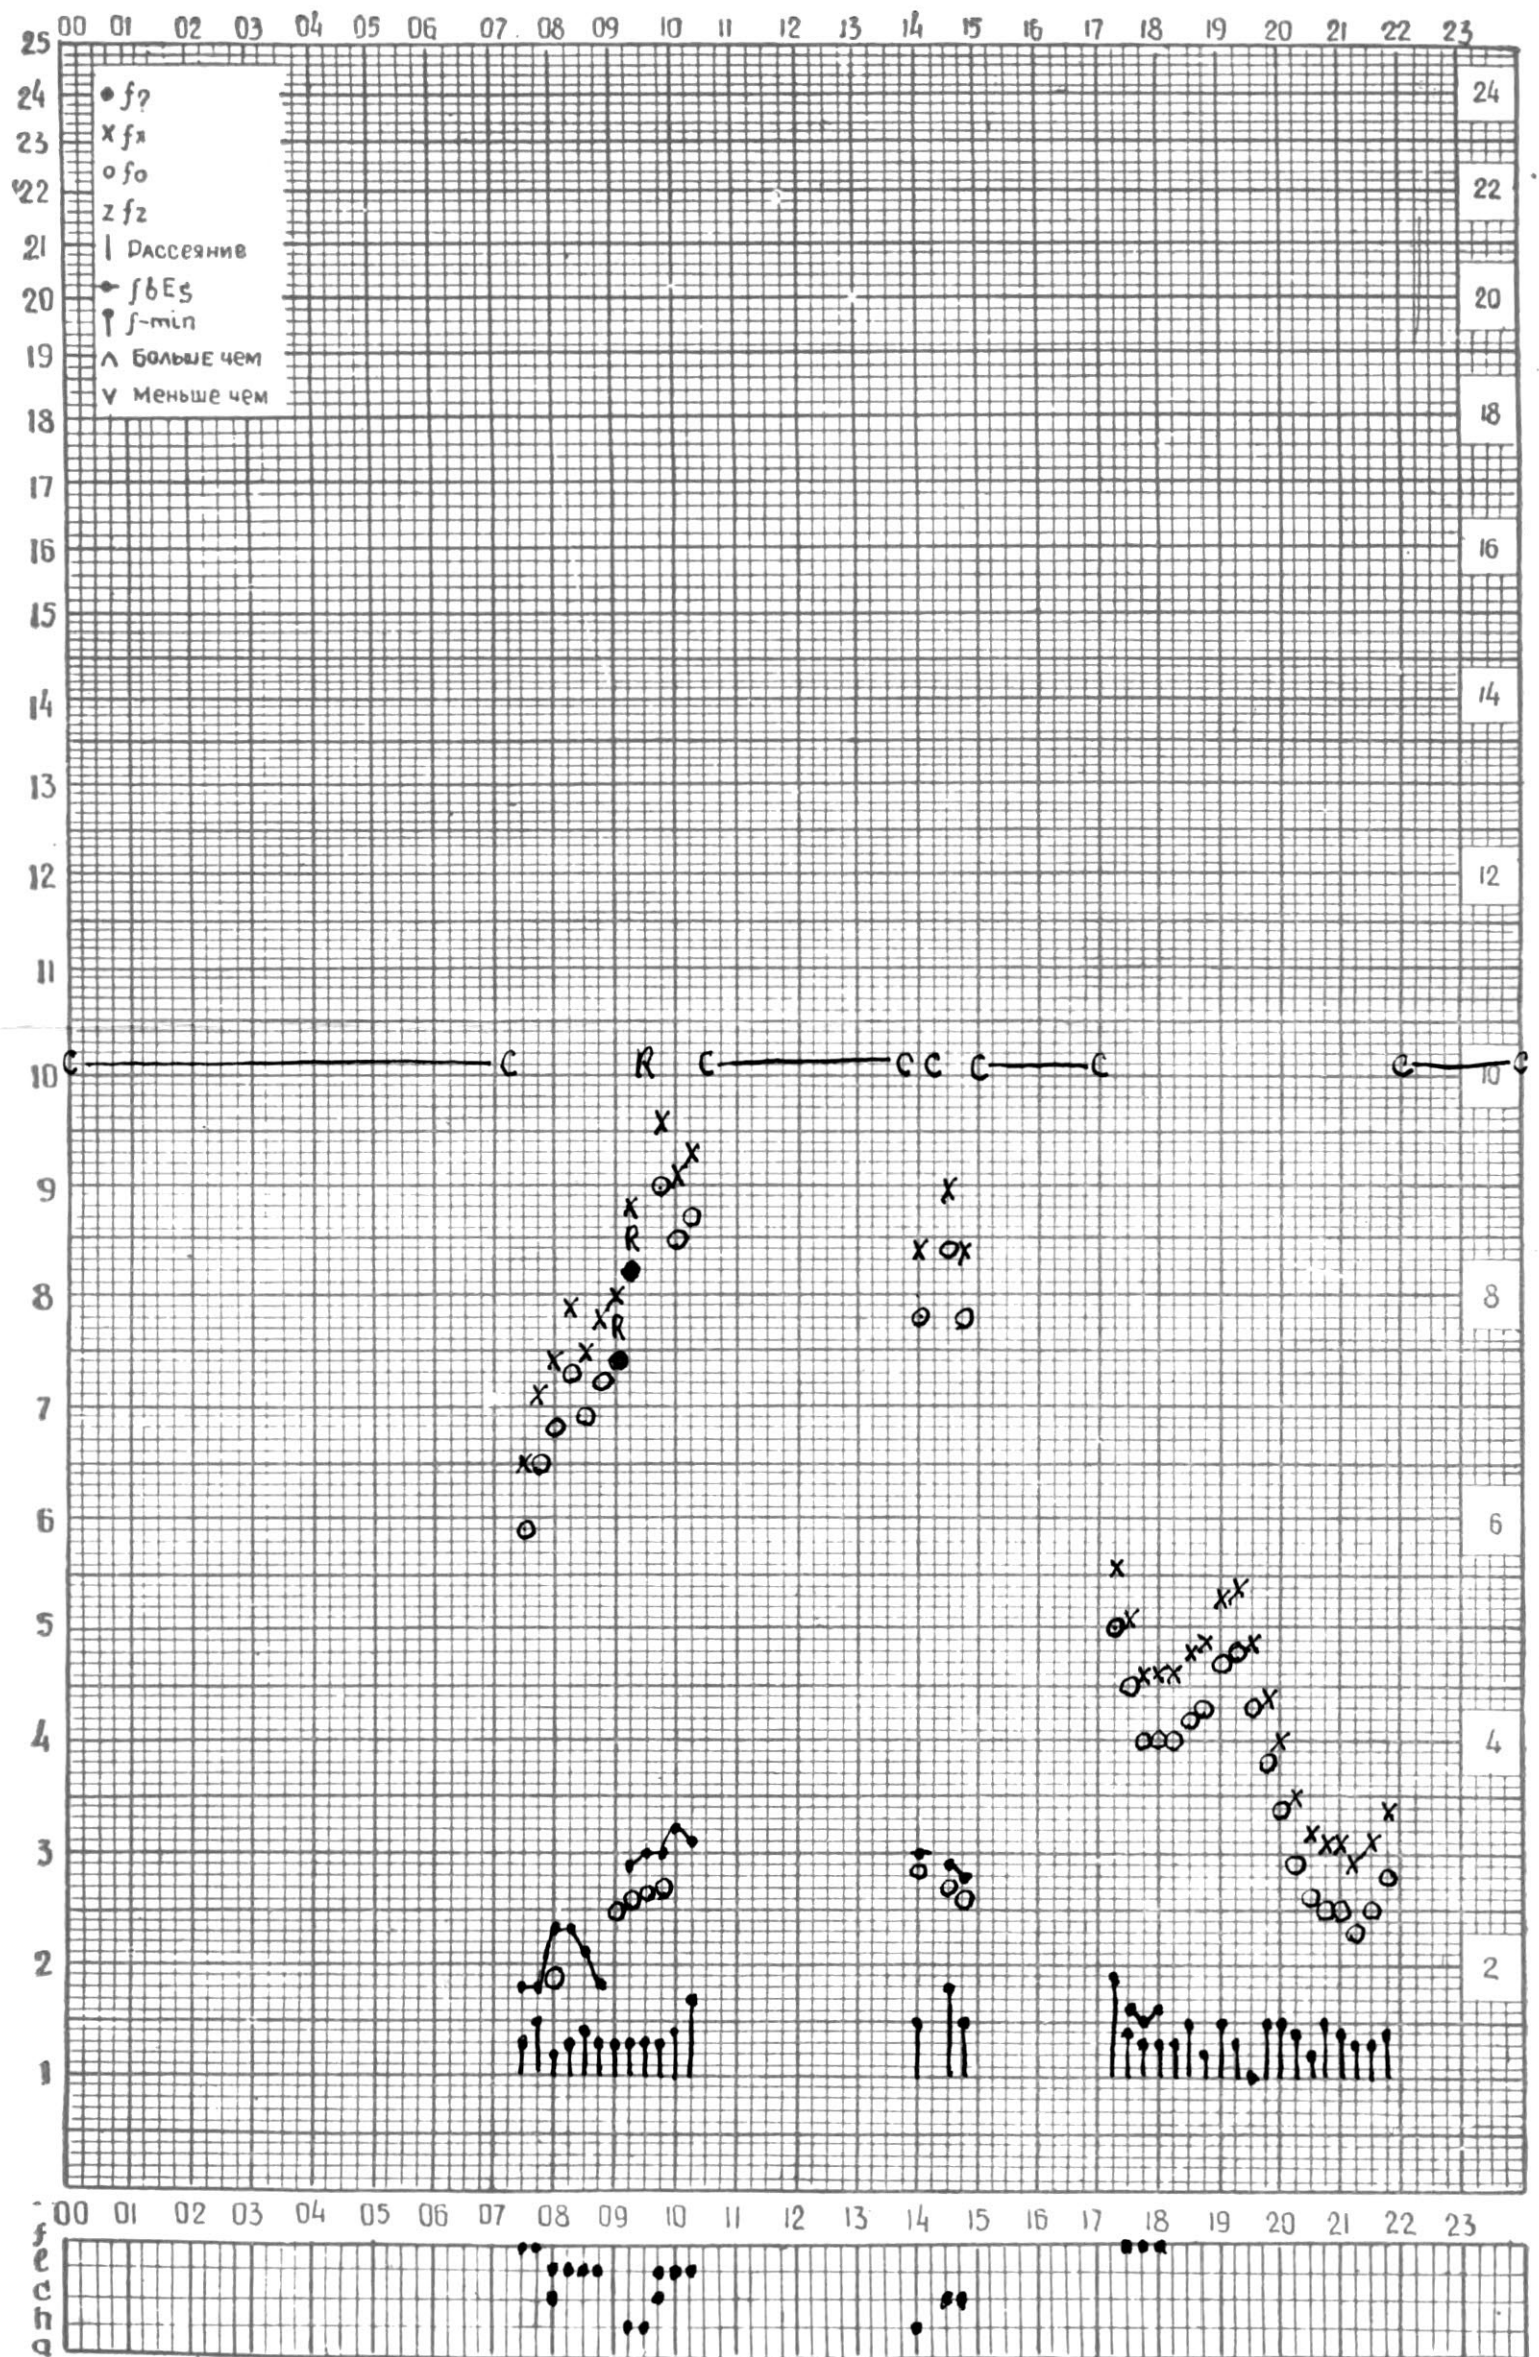 00 01 02 03 04 05 06 07 08 09 10 11 12 13 14 15 16 17 18 19 20 21 22 23
25
24 24
23
22 22
21
20 20
19
18 18
17
16 16
15
14 14
13
12 12
11
10 10
9
8 8
7
6 6
5
4 4
3
2 2
1
f?
x fx
o fo
z fz
Рассеяние
fbEs
f-min
∧ Больше чем
∨ Меньше чем
C C R C C C C C C C
R
R
00 01 02 03 04 05 06 07 08 09 10 11 12 13 14 15 16 17 18 19 20 21 22 23
f
l
c
h
q